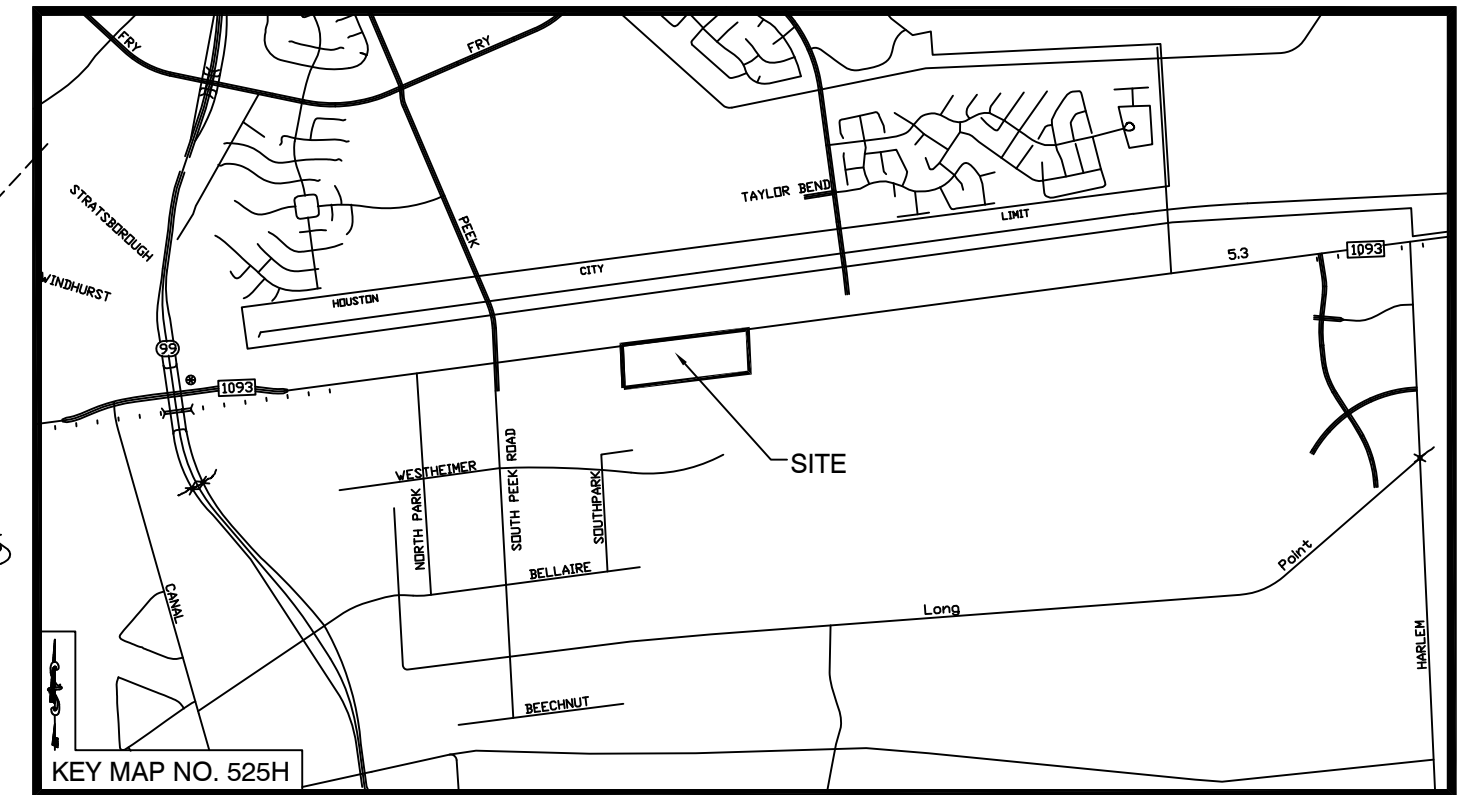 FRY
FRY
STRATSBOROUGH
WINDHURST
PEEK
TAYLOR BEND
LIMIT
CITY
HOUSTON
5.3
1093
99
1093
SITE
WESTHEIMER
NORTH PARK
SOUTH PEEK ROAD
SOUTHPARK
BELLAIRE
CANAL
Long
Point
HARLEM
BEECHNUT
KEY MAP NO. 525H